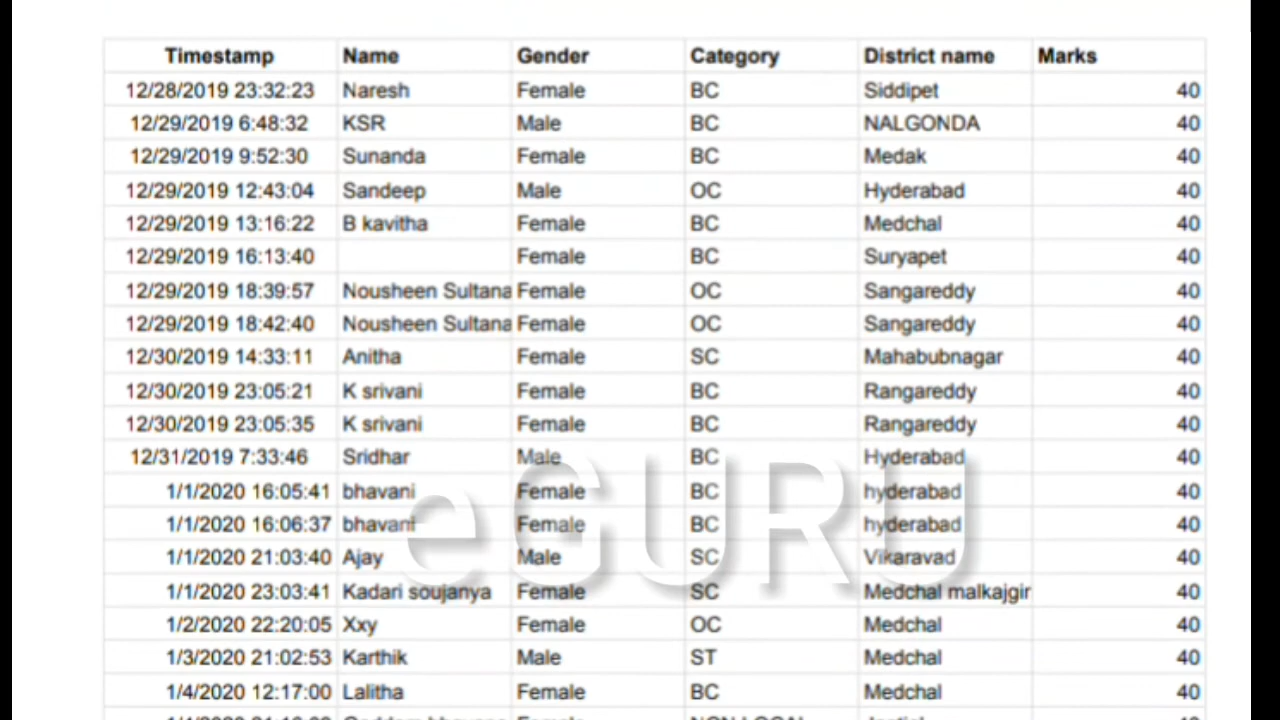 Timestamp Name Gender Category District name Marks
12/28/2019 23:32:23 Naresh Female BC Siddipet 40
12/29/2019 6:48:32 KSR Male BC NALGONDA 40
12/29/2019 9:52:30 Sunanda Female BC Medak 40
12/29/2019 12:43:04 Sandeep Male OC Hyderabad 40
12/29/2019 13:16:22 B kavitha Female BC Medchal 40
12/29/2019 16:13:40 Female BC Suryapet 40
12/29/2019 18:39:57 Nousheen Sultana Female OC Sangareddy 40
12/29/2019 18:42:40 Nousheen Sultana Female OC Sangareddy 40
12/30/2019 14:33:11 Anitha Female SC Mahabubnagar 40
12/30/2019 23:05:21 K srivani Female BC Rangareddy 40
12/30/2019 23:05:35 K srivani Female BC Rangareddy 40
12/31/2019 7:33:46 Sridhar Male BC Hyderabad 40
1/1/2020 16:05:41 bhavani Female BC hyderabad 40
1/1/2020 16:06:37 bhavani Female BC hyderabad 40
eGURU
1/1/2020 21:03:40 Ajay Male SC Vikaravad 40
1/1/2020 23:03:41 Kadari soujanya Female SC Medchal malkajgir 40
1/2/2020 22:20:05 Xxy Female OC Medchal 40
1/3/2020 21:02:53 Karthik Male ST Medchal 40
1/4/2020 12:17:00 Lalitha Female BC Medchal 40